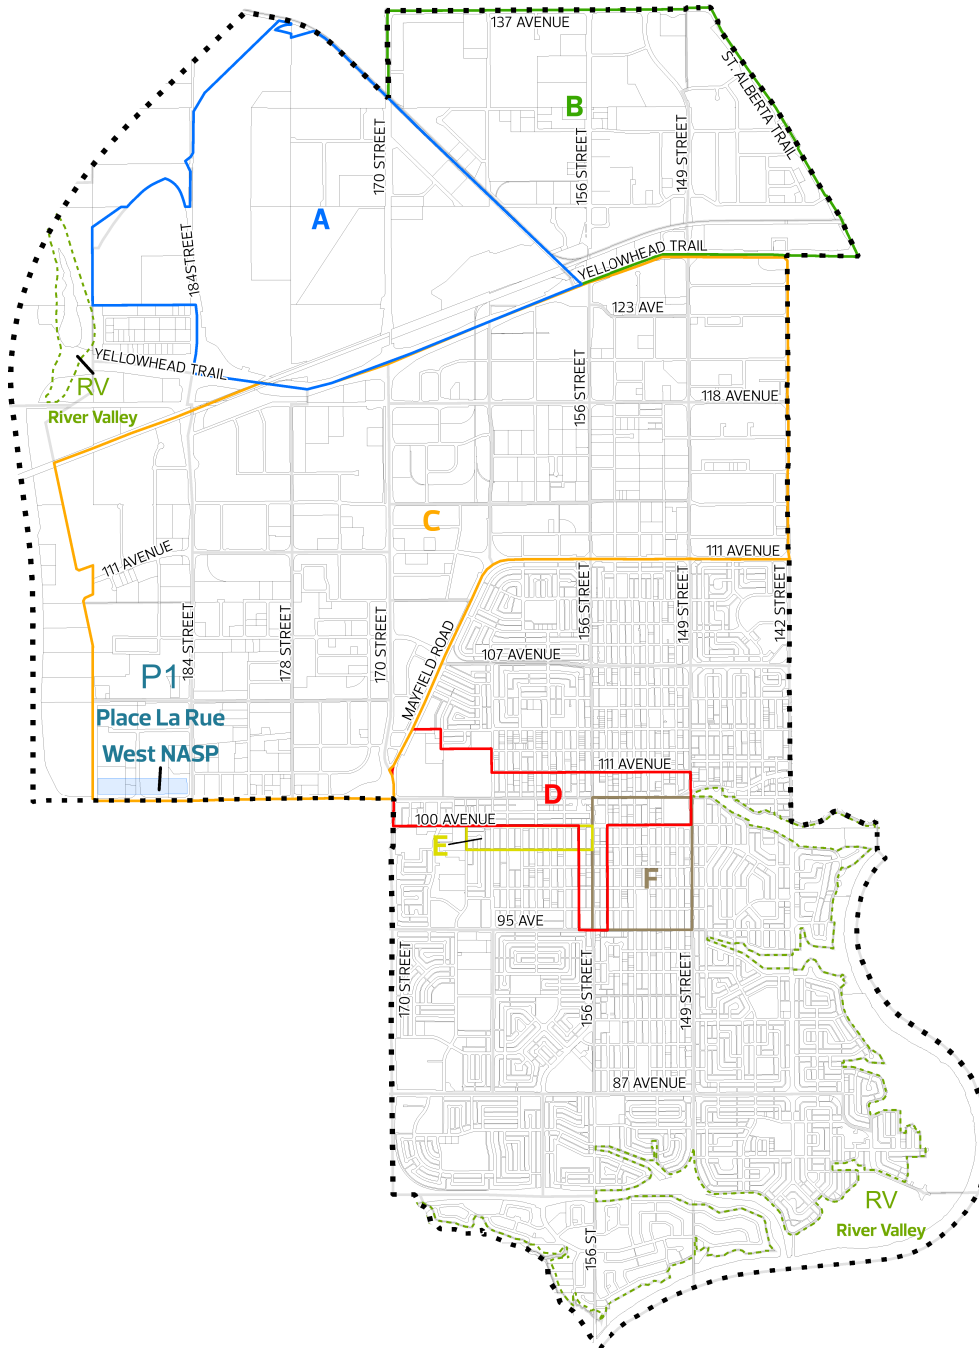 137 AVENUE
ST. ALBERTA TRAIL
B
170 STREET
156 STREET
149 STREET
A
184STREET
YELLOWHEAD TRAIL
123 AVE
YELLOWHEAD TRAIL
RV
River Valley
156 STREET
118 AVENUE
C
111 AVENUE
111 AVENUE
184 STREET
178 STREET
170 STREET
MAYFIELD ROAD
156 STREET
149 STREET
142 STREET
107 AVENUE
P1
Place La Rue
West NASP
111 AVENUE
D
100 AVENUE
E
F
95 AVE
170 STREET
156 STREET
149 STREET
87 AVENUE
RV
River Valley
156 ST